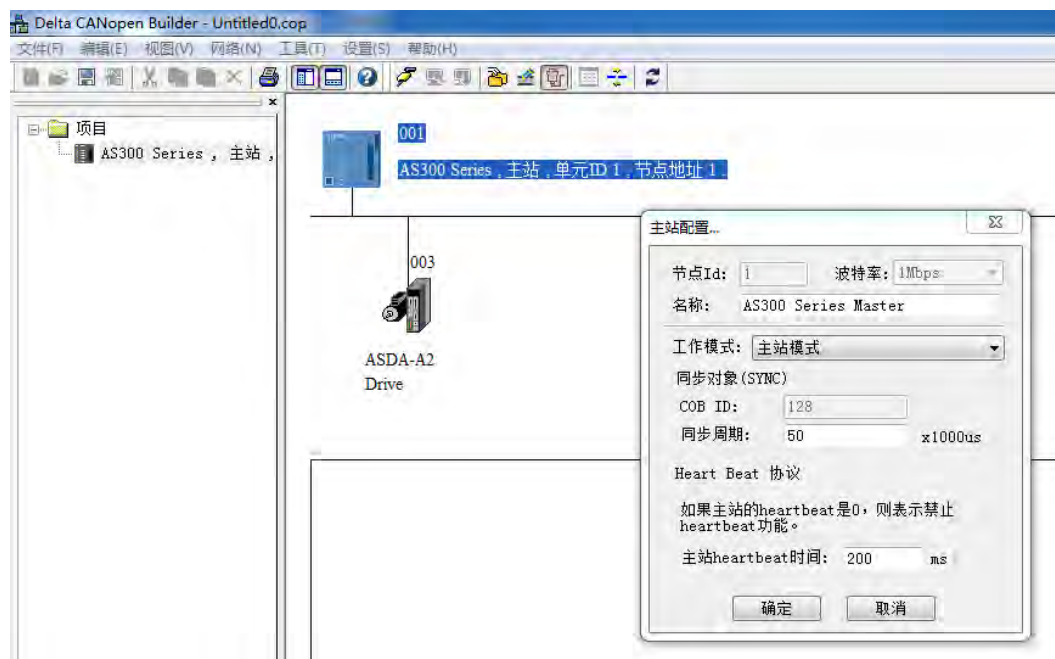 Delta CANopen Builder - Untitled0.cop
文件(F) 编辑(E) 视图(V) 网络(N) 工具(T) 设置(S) 帮助(H)
项目
AS300 Series , 主站 ,
001
AS300 Series , 主站 , 单元ID 1 , 节点地址 1 .
003
ASDA-A2
Drive
主站配置...
节点Id: 1 波特率: 1Mbps
名称: AS300 Series Master
工作模式: 主站模式
同步对象(SYNC)
COB ID: 128
同步周期: 50 x1000us
Heart Beat 协议
如果主站的heartbeat是0，则表示禁止
heartbeat功能。
主站heartbeat时间: 200 ms
确定 取消